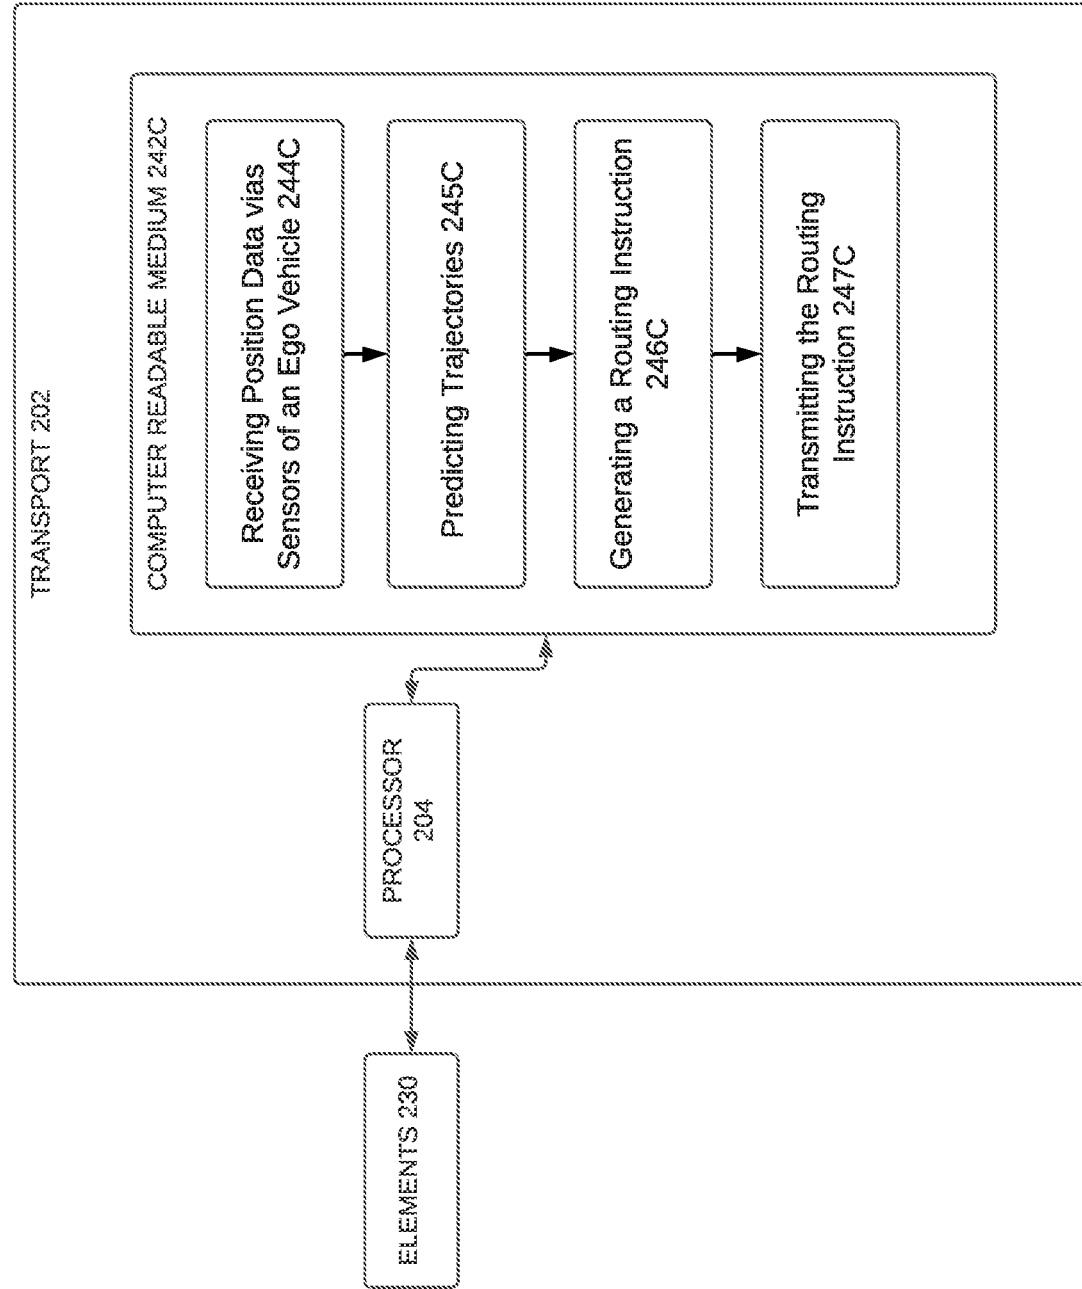 TRANSPORT 202
COMPUTER READABLE MEDIUM 242C
Receiving Position Data vias
Sensors of an Ego Vehicle 244C
Predicting Trajectories 245C
Generating a Routing Instruction
246C
Transmitting the Routing
Instruction 247C
PROCESSOR
204
ELEMENTS 230